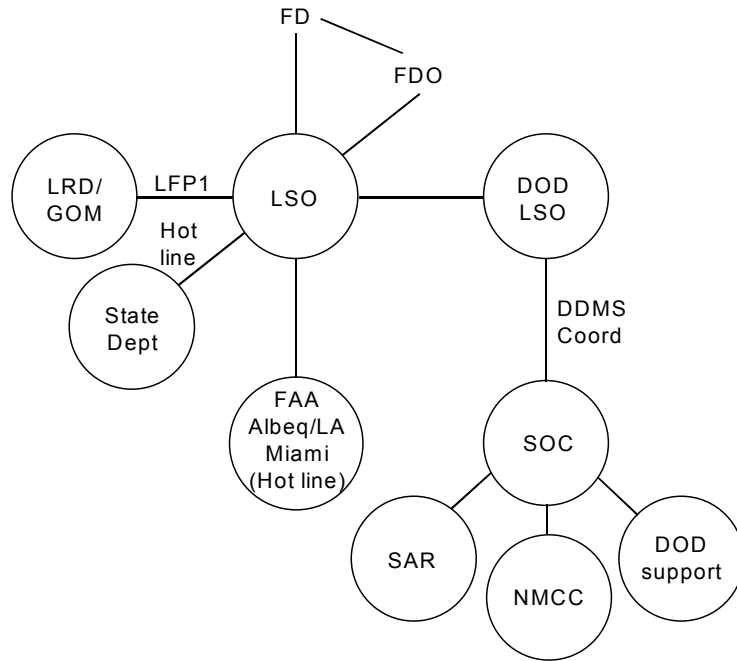 FD
FDO
LRD/
GOM
LFP1
LSO
DOD
LSO
Hot
line
State
Dept
DDMS
Coord
FAA
Albeq/LA
Miami
(Hot line)
SOC
SAR
NMCC
DOD
support